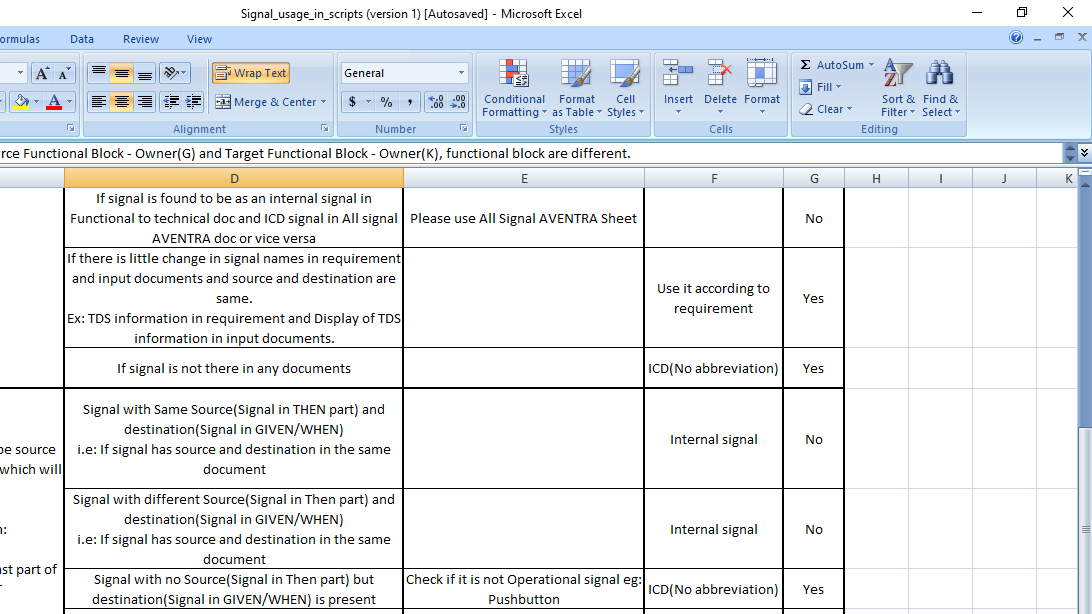 Signal_usage_in_scripts (version 1) [Autosaved] - Microsoft Excel
ormulas Data Review View
A A Wrap Text General Conditional Formatting Format as Table Cell Styles Insert Delete Format Σ AutoSum Sort & Filter Find & Select
Merge & Center $ % , Fill
Clear
Alignment Number Styles Cells Editing
rce Functional Block - Owner(G) and Target Functional Block - Owner(K), functional block are different.
D E F G H I J K
If signal is found to be as an internal signal in
Functional to technical doc and ICD signal in All signal Please use All Signal AVENTRA Sheet No
AVENTRA doc or vice versa
If there is little change in signal names in requirement
and input documents and source and destination are
same. Use it according to requirement Yes
Ex: TDS information in requirement and Display of TDS
information in input documents.
If signal is not there in any documents ICD(No abbreviation) Yes
Signal with Same Source(Signal in THEN part) and
destination(Signal in GIVEN/WHEN)
i.e: If signal has source and destination in the same Internal signal No
document
be source
which will
Signal with different Source(Signal in Then part) and
destination(Signal in GIVEN/WHEN)
i.e: If signal has source and destination in the same Internal signal No
document
n:
ast part of
Signal with no Source(Signal in Then part) but Check if it is not Operational signal eg: ICD(No abbreviation) Yes
destination(Signal in GIVEN/WHEN) is present Pushbutton